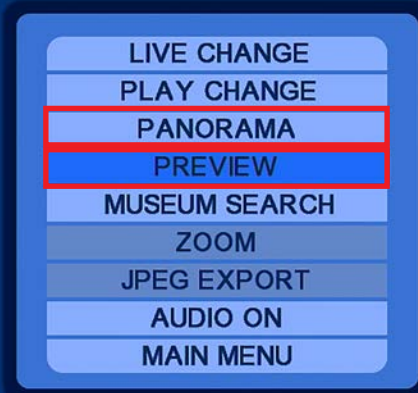 LIVE CHANGE
PLAY CHANGE
PANORAMA
PREVIEW
MUSEUM SEARCH
ZOOM
JPEG EXPORT
AUDIO ON
MAIN MENU